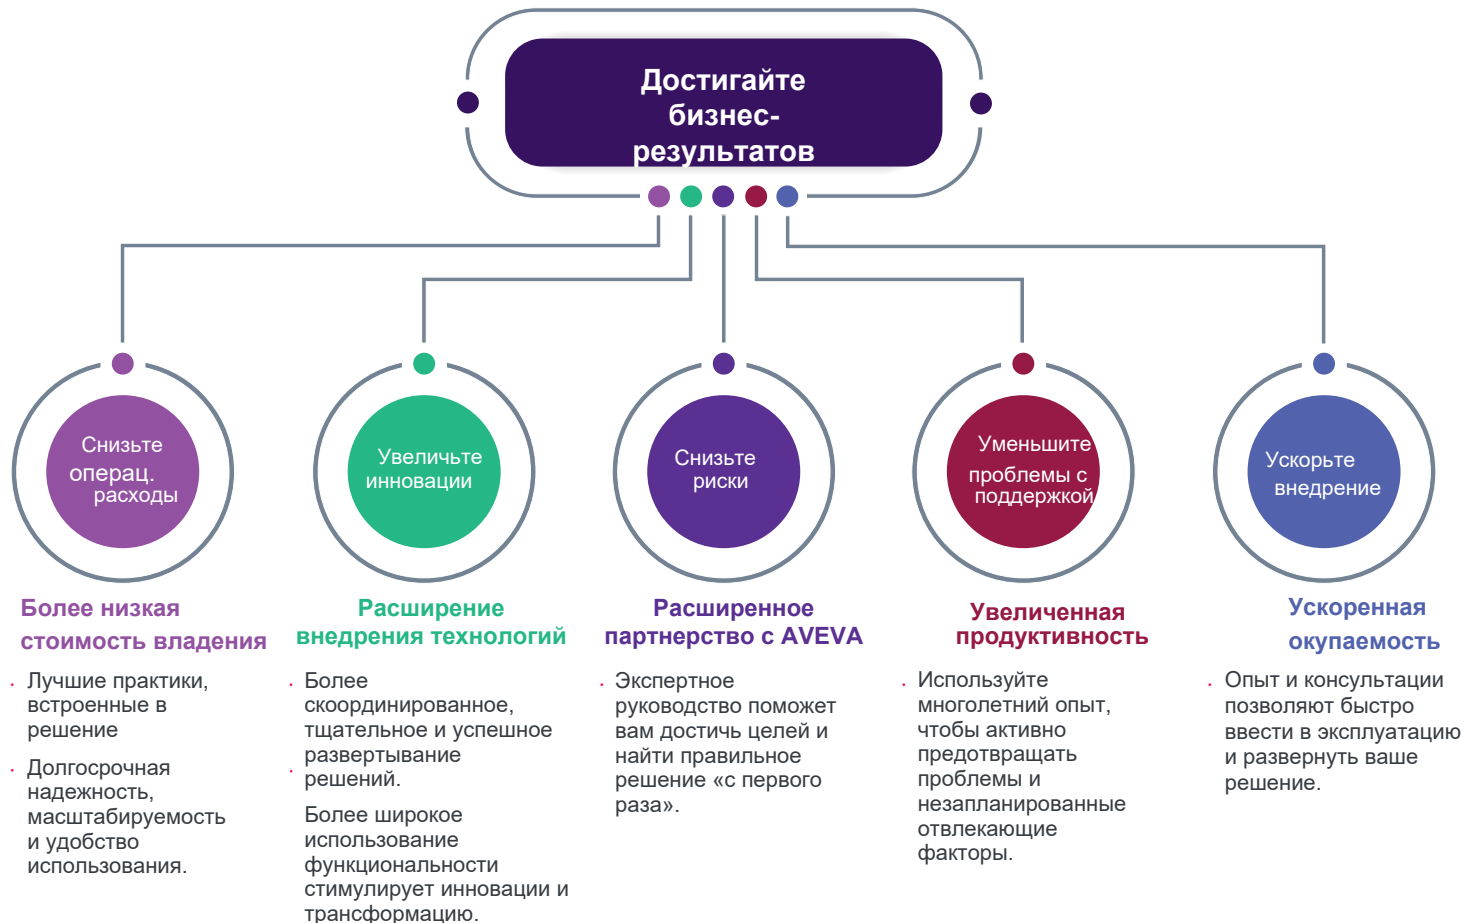 Достигайте
бизнес-
результатов
Снизьте
операц.
расходы
Увеличьте
инновации
Снизьте
риски
Уменьшите
проблемы с
поддержкой
Ускорьте
внедрение
Более низкая
стоимость владения
· Лучшие практики,
встроенные в
решение
· Долгосрочная
надежность,
масштабируемость
и удобство
использования.
Расширение
внедрения технологий
· Более
скоординированное,
тщательное и успешное
развертывание
· решений.
Более широкое
использование
функциональности
стимулирует инновации и
трансформацию.
Расширенное
партнерство с AVEVA
· Экспертное
руководство поможет
вам достичь целей и
найти правильное
решение «с первого
раза».
Увеличенная
продуктивность
· Используйте
многолетний опыт,
чтобы активно
предотвращать
проблемы и
незапланированные
отвлекающие
факторы.
Ускоренная
окупаемость
· Опыт и консультации
позволяют быстро
ввести в эксплуатацию
и развернуть ваше
решение.